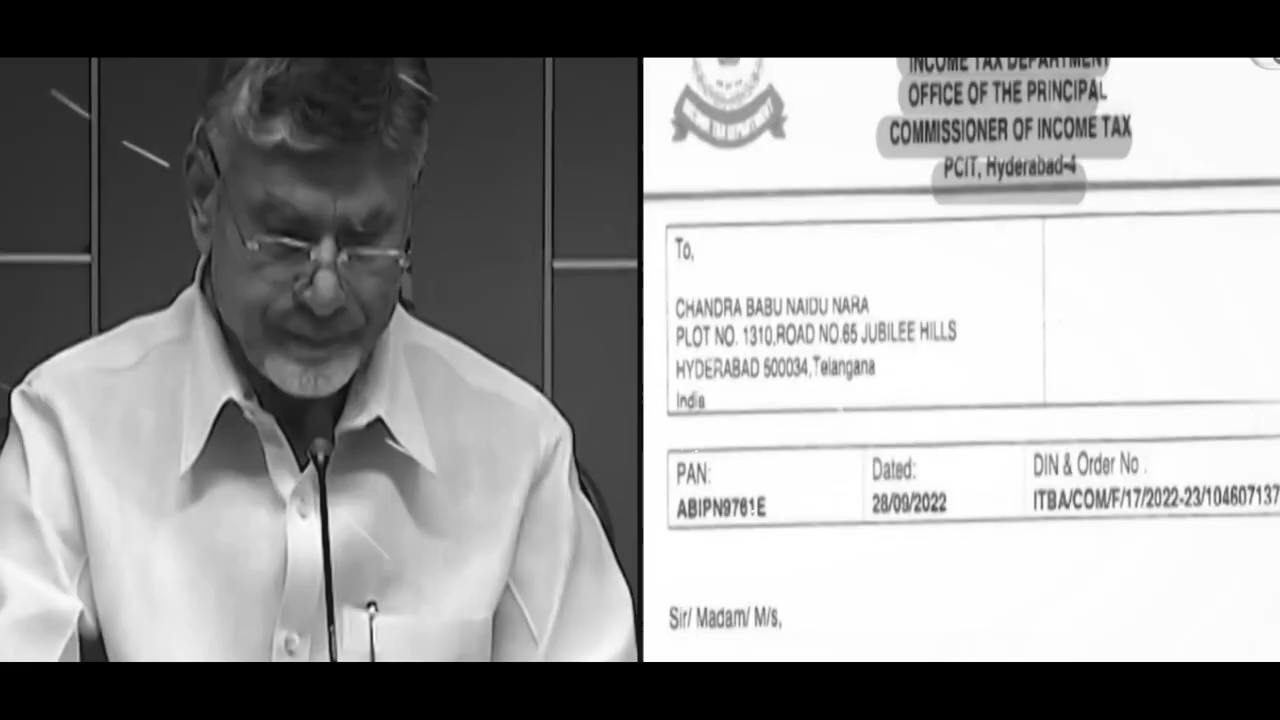 INCOME TAX DEPARTMENT
OFFICE OF THE PRINCIPAL
COMMISSIONER OF INCOME TAX
PCIT, Hyderabad-4
To,
CHANDRA BABU NAIDU NARA
PLOT NO. 1310,ROAD NO.65 JUBILEE HILLS
HYDERABAD 500034,Telangana
India
PAN:
ABIPN9761E
Dated:
28/09/2022
DIN & Order No .
ITBA/COM/F/17/2022-23/104607137
Sir/ Madam/ M/s,